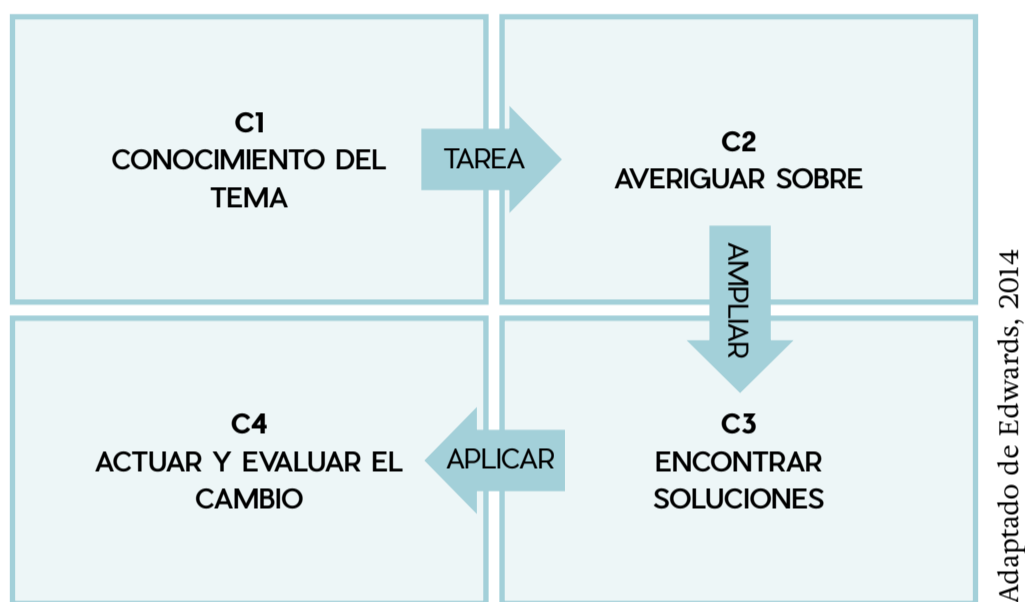 C1
CONOCIMIENTO DEL
TEMA
TAREA
C2
AVERIGUAR SOBRE
AMPLIAR
C3
ENCONTRAR
SOLUCIONES
APLICAR
C4
ACTUAR Y EVALUAR EL
CAMBIO
Adaptado de Edwards, 2014